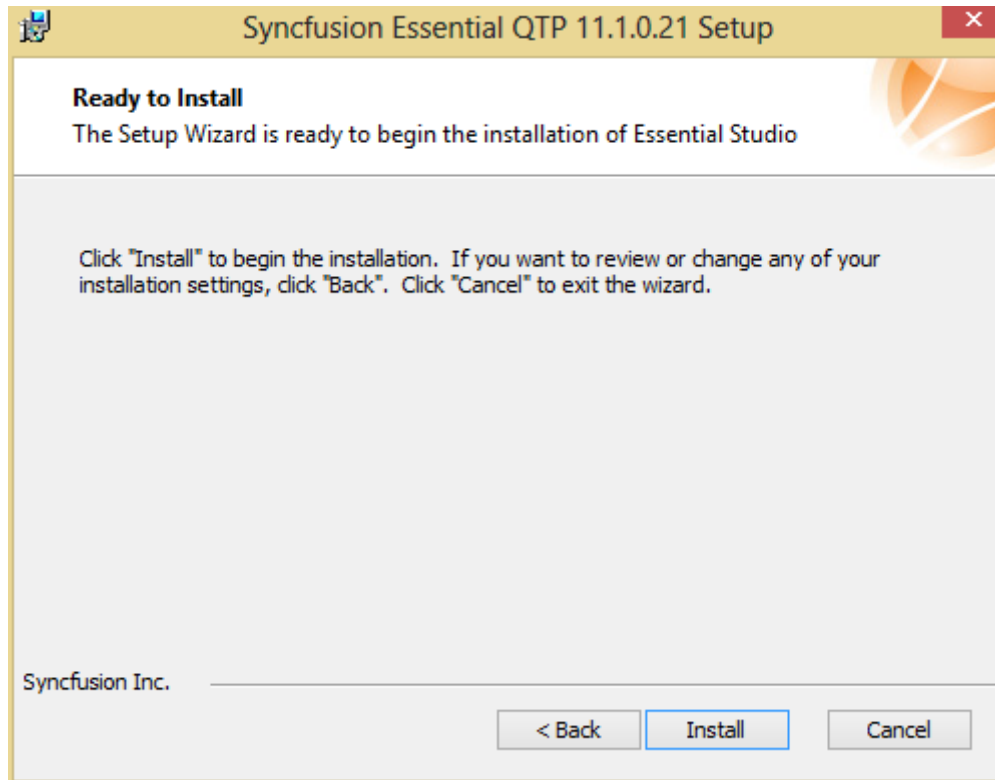 Syncfusion Essential QTP 11.1.0.21 Setup
Ready to Install
The Setup Wizard is ready to begin the installation of Essential Studio
Click "Install" to begin the installation.  If you want to review or change any of your
installation settings, click "Back".  Click "Cancel" to exit the wizard.
Syncfusion Inc.
< Back
Install
Cancel